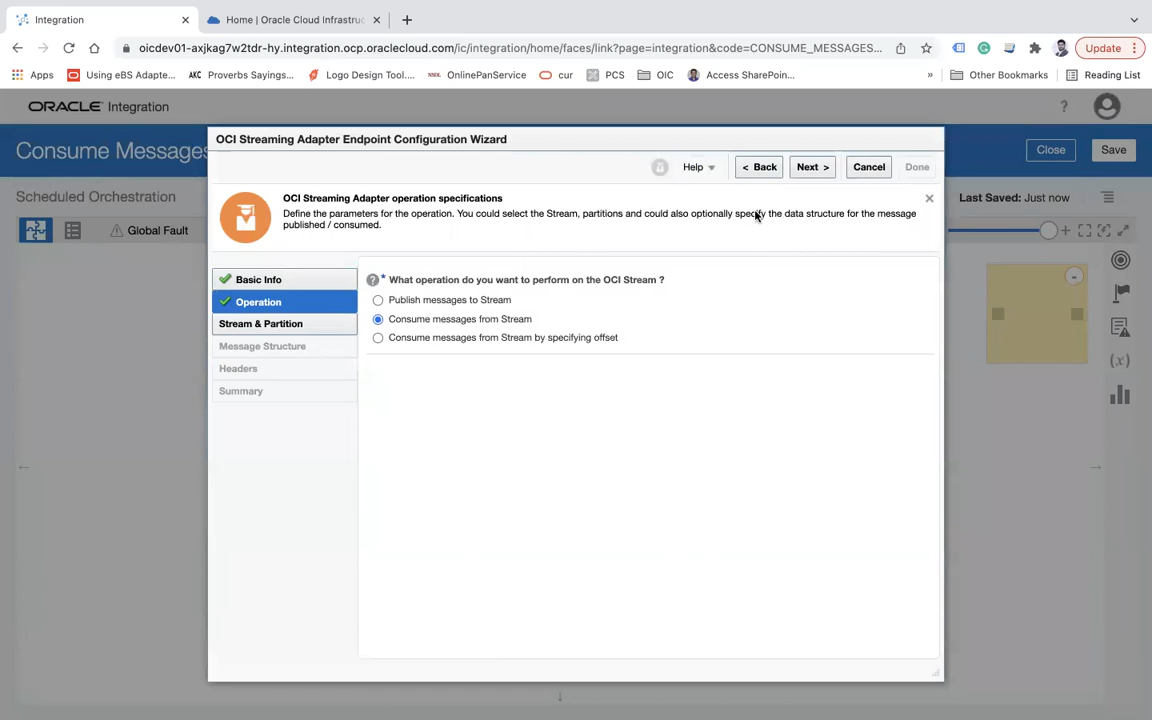 Integration
Home | Oracle Cloud Infrastruc
oicdev01-axjkag7w2tdr-hy.integration.ocp.oraclecloud.com/ic/integration/home/faces/link?page=integration&code=CONSUME_MESSAGES...
Update
Apps
Using eBS Adapte...
AKC Proverbs Sayings...
Logo Design Tool....
OnlinePanService
cur
PCS
OIC
Access SharePoin...
»
Other Bookmarks
Reading List
ORACLE Integration
?
Consume Messages
Close
Save
Scheduled Orchestration
Last Saved: Just now
Global Fault
OCI Streaming Adapter Endpoint Configuration Wizard
Help
< Back
Next >
Cancel
Done
OCI Streaming Adapter operation specifications
Define the parameters for the operation. You could select the Stream, partitions and could also optionally specify the data structure for the message
published / consumed.
Basic Info
Operation
Stream & Partition
Message Structure
Headers
Summary
? * What operation do you want to perform on the OCI Stream ?
Publish messages to Stream
Consume messages from Stream
Consume messages from Stream by specifying offset
(x)